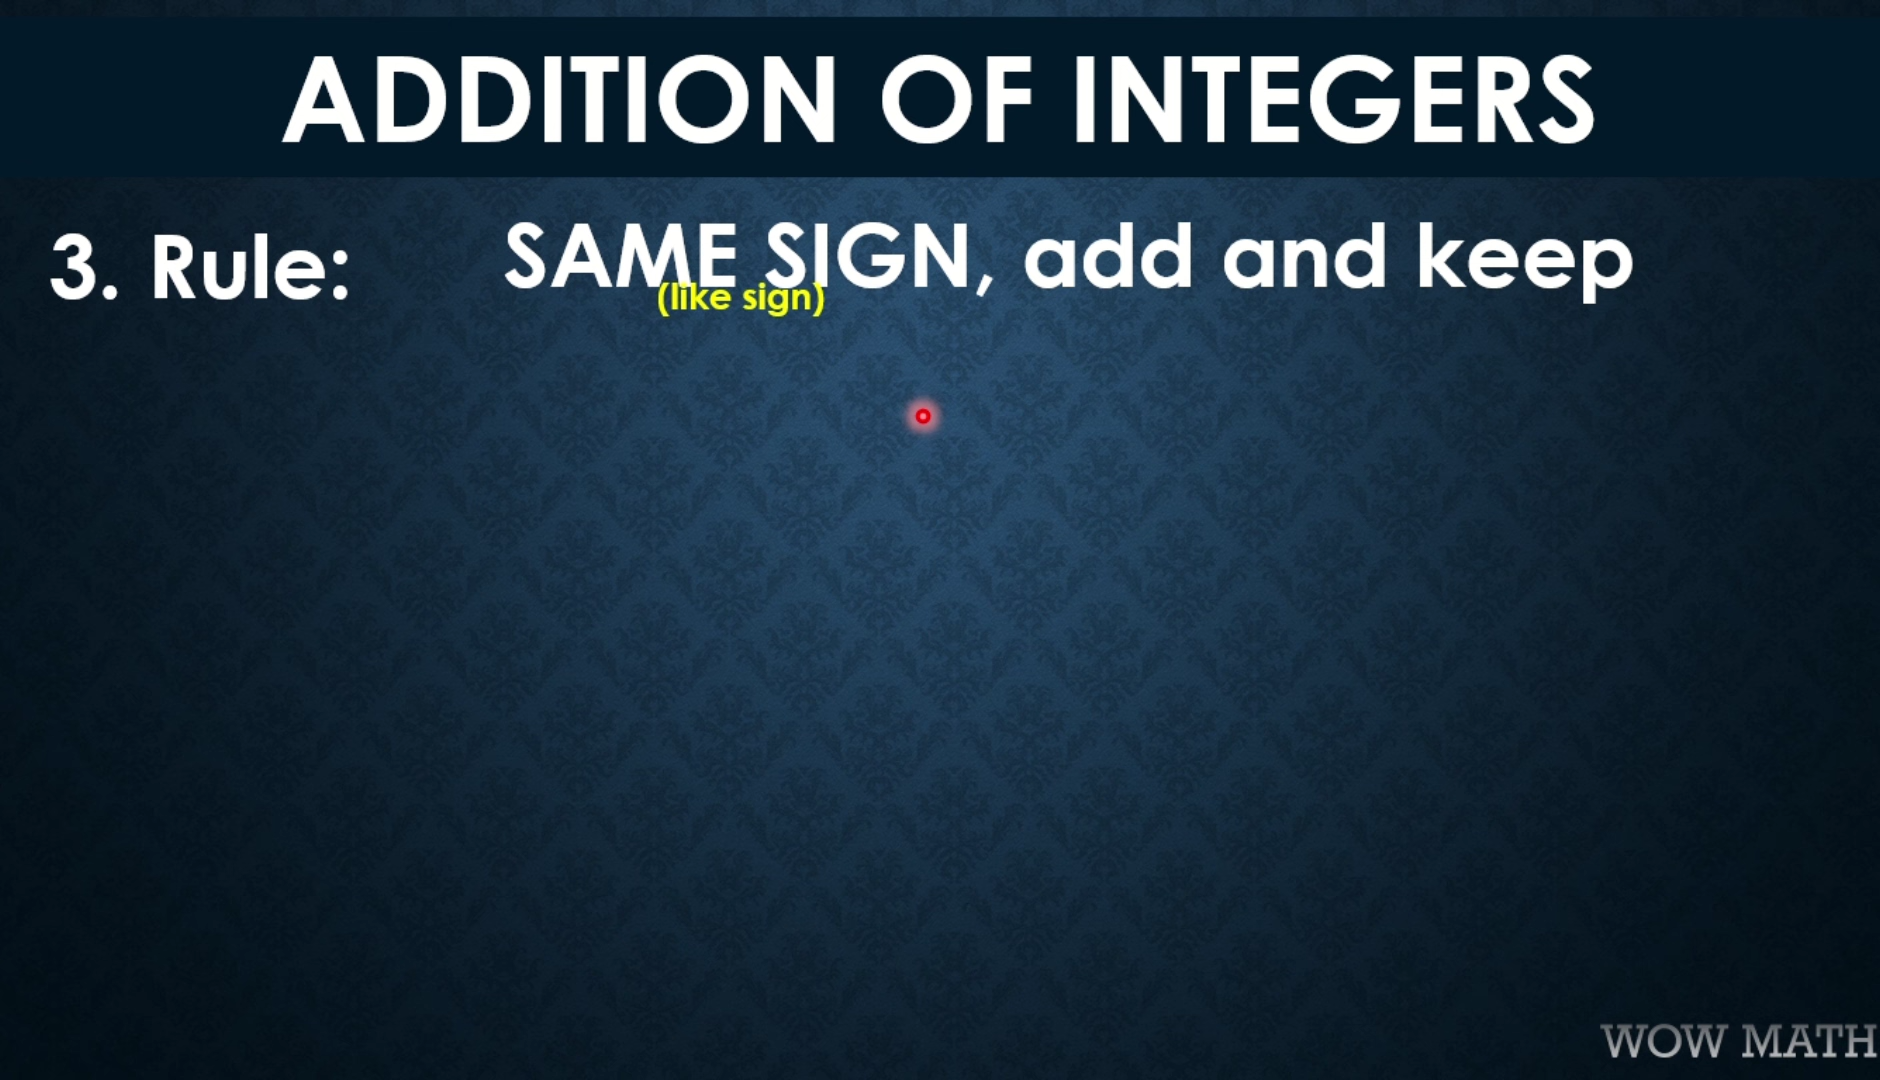 ADDITION OF INTEGERS
3. Rule: SAME SIGN, add and keep
(like sign)
WOW MATH